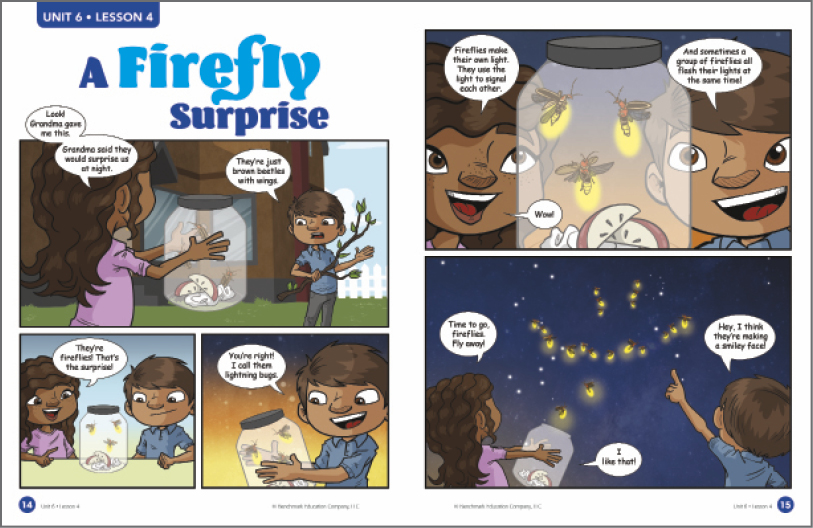 UNIT 6 • LESSON 4
A Firefly
Surprise
Look!
Grandma gave
me this.
Grandma said they
would surprise us
at night.
They're just
brown beetles
with wings.
They're
fireflies! That's
the surprise!
You're right!
I call them
lightning bugs.
14 Unit 6 • Lesson 4
© Benchmark Education Company, LLC
Fireflies make
their own light.
They use the
light to signal
each other.
And sometimes a
group of fireflies all
flash their lights at
the same time!
Wow!
Time to go,
fireflies.
Fly away!
Hey, I think
they're making
a smiley face!
I
like that!
© Benchmark Education Company, LLC
Unit 6 • Lesson 4 15